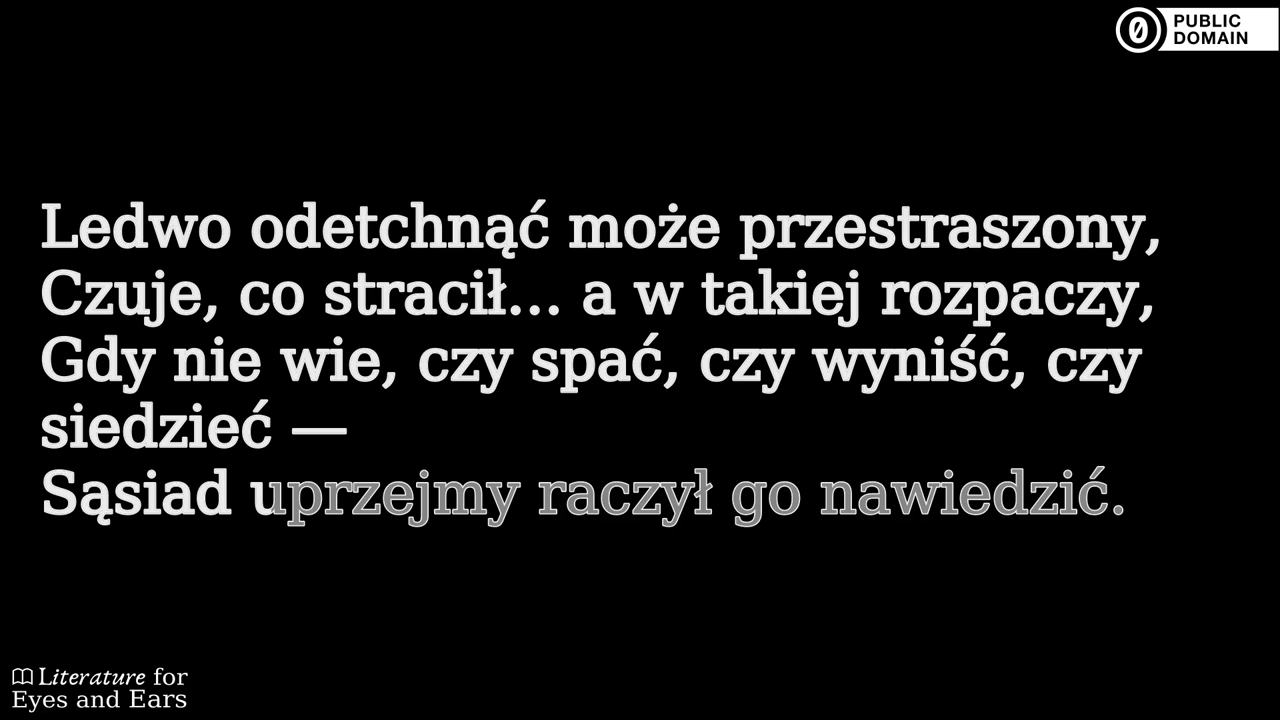 PUBLIC
DOMAIN
Ledwo odetchnąć może przestraszony,
Czuje, co stracił... a w takiej rozpaczy,
Gdy nie wie, czy spać, czy wyniść, czy
siedzieć —
Sąsiad uprzejmy raczył go nawiedzić.
Literature for
Eyes and Ears